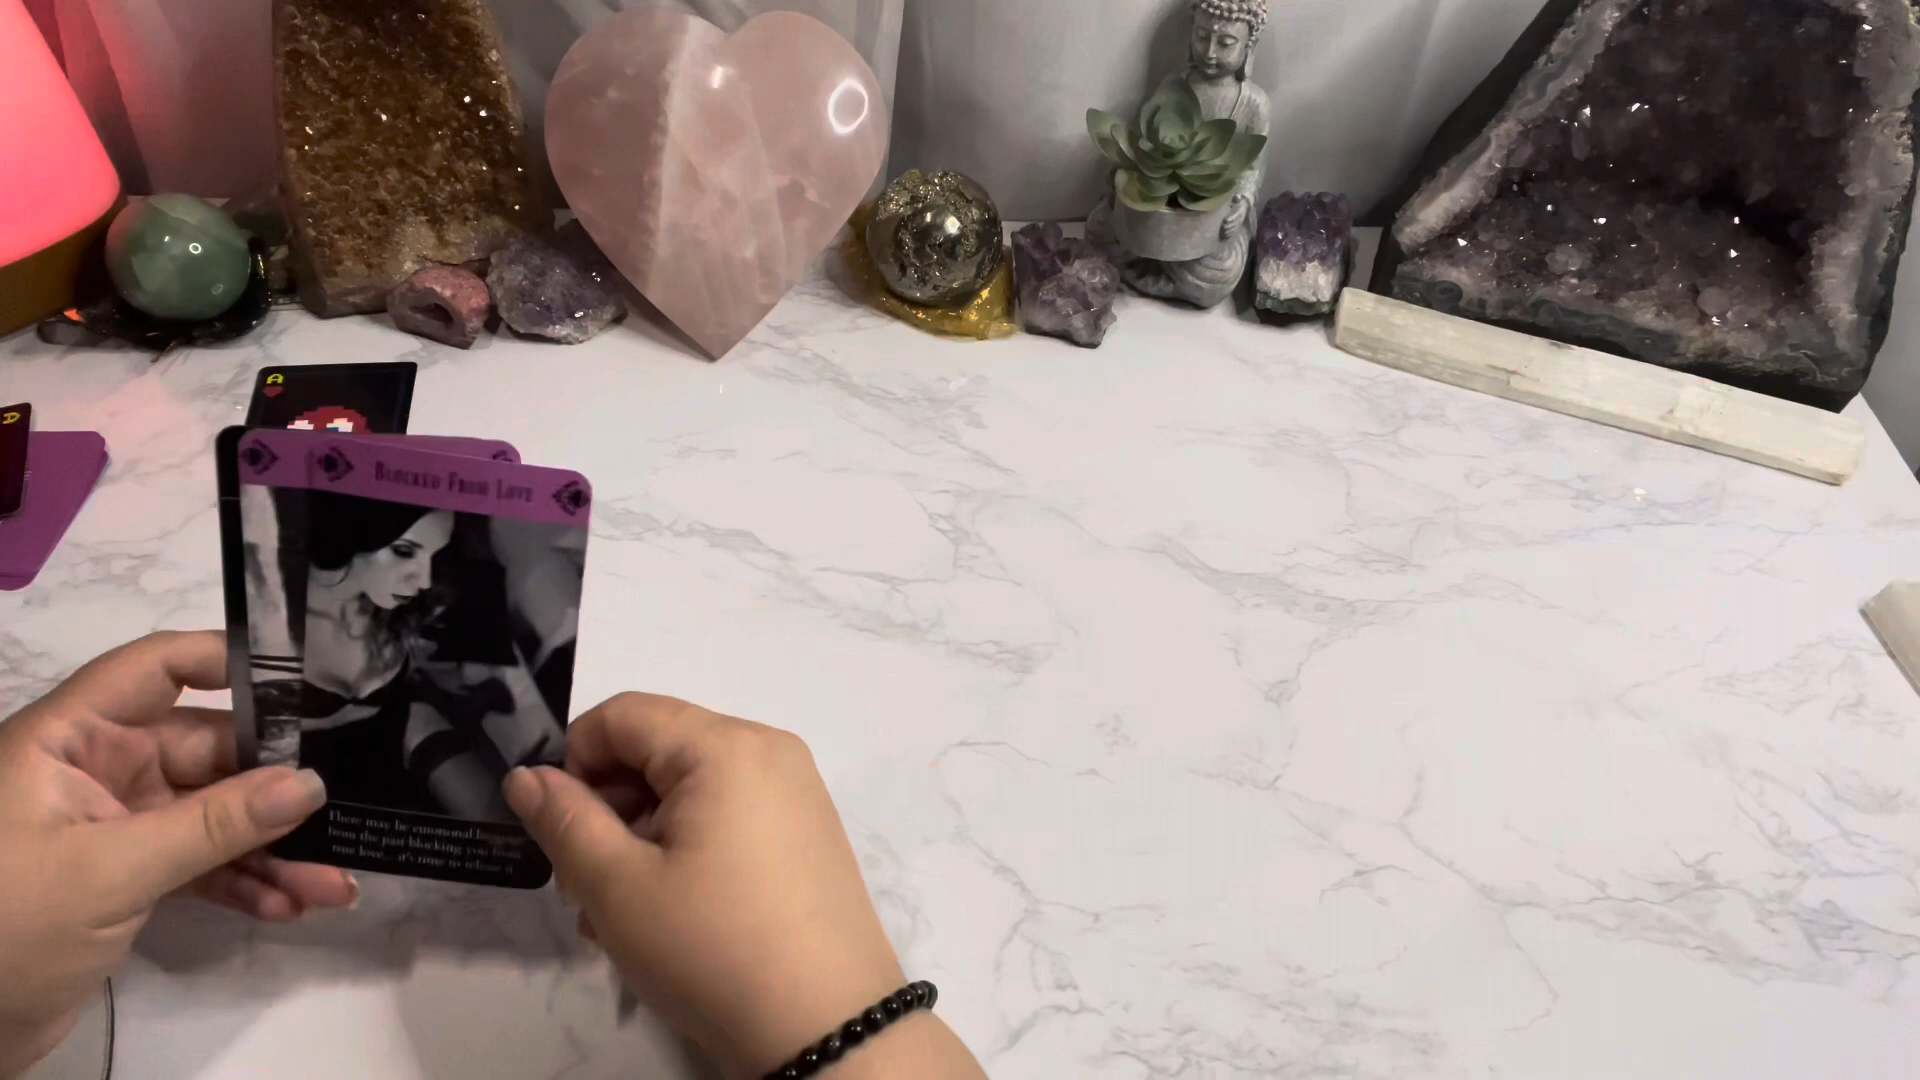 A
A
BLOCKED FROM LOVE
There may be emotional baggage
from the past blocking you from
true love... it's time to release it